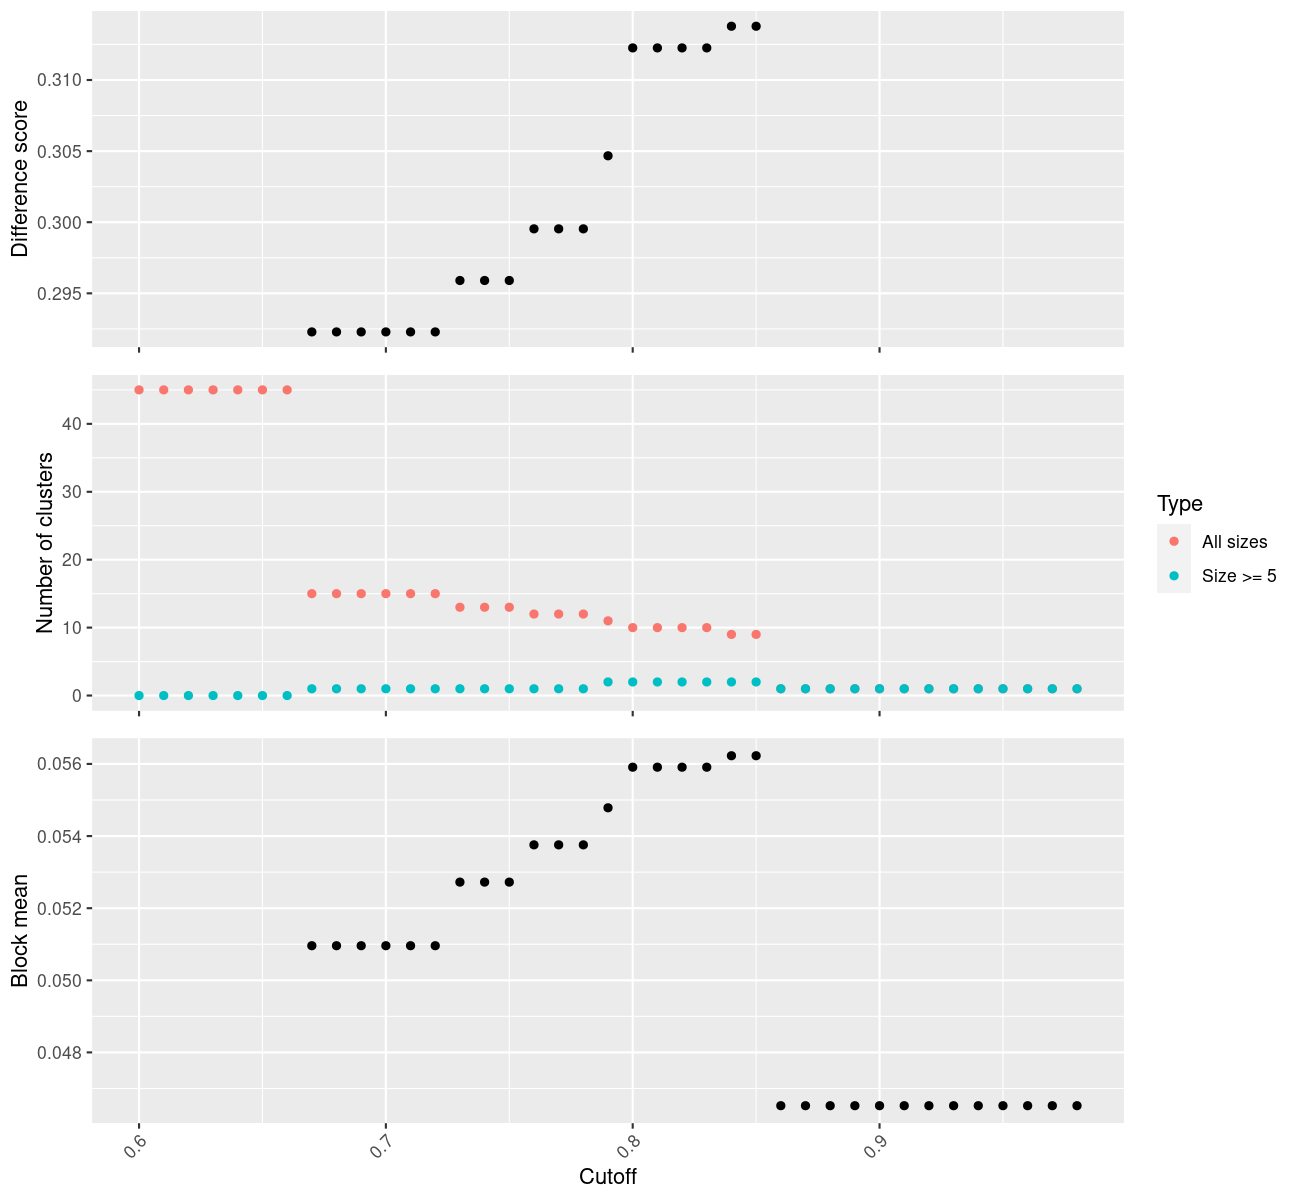 Difference score
0.310
0.305
0.300
0.295
Number of clusters
40
30
20
10
0
Type
All sizes
Size >= 5
Block mean
0.056
0.054
0.052
0.050
0.048
0.6
0.7
0.8
0.9
Cutoff